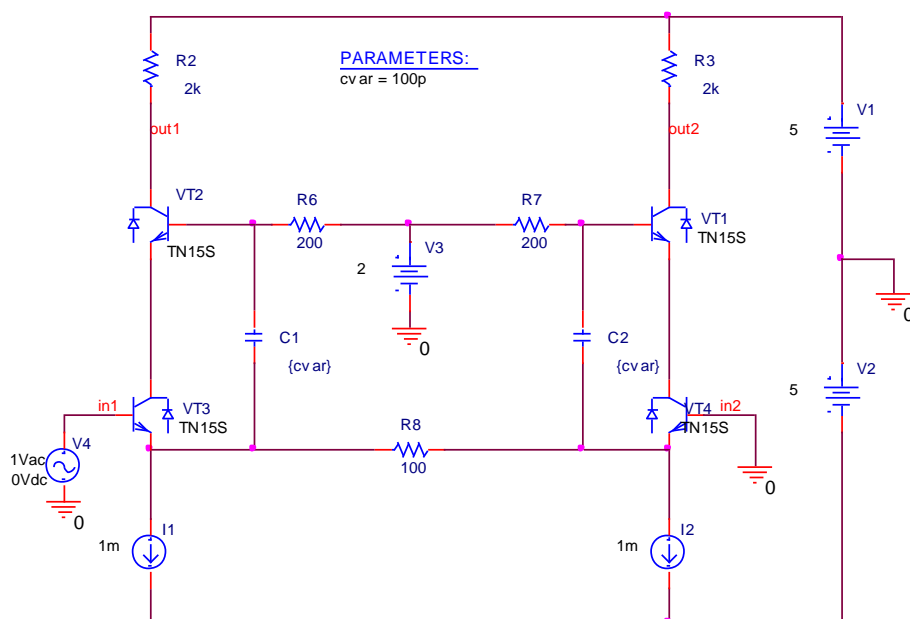 R2
2k
PARAMETERS:
cvar = 100p
R3
2k
out1
out2
5
V1
VT2
TN15S
R6
200
R7
200
VT1
TN15S
V3
2
0
0
C1
{cvar}
C2
{cvar}
V2
5
in1
VT3
TN15S
VT4
TN15S
in2
V4
1Vac
0Vdc
0
R8
100
0
I1
1m
I2
1m